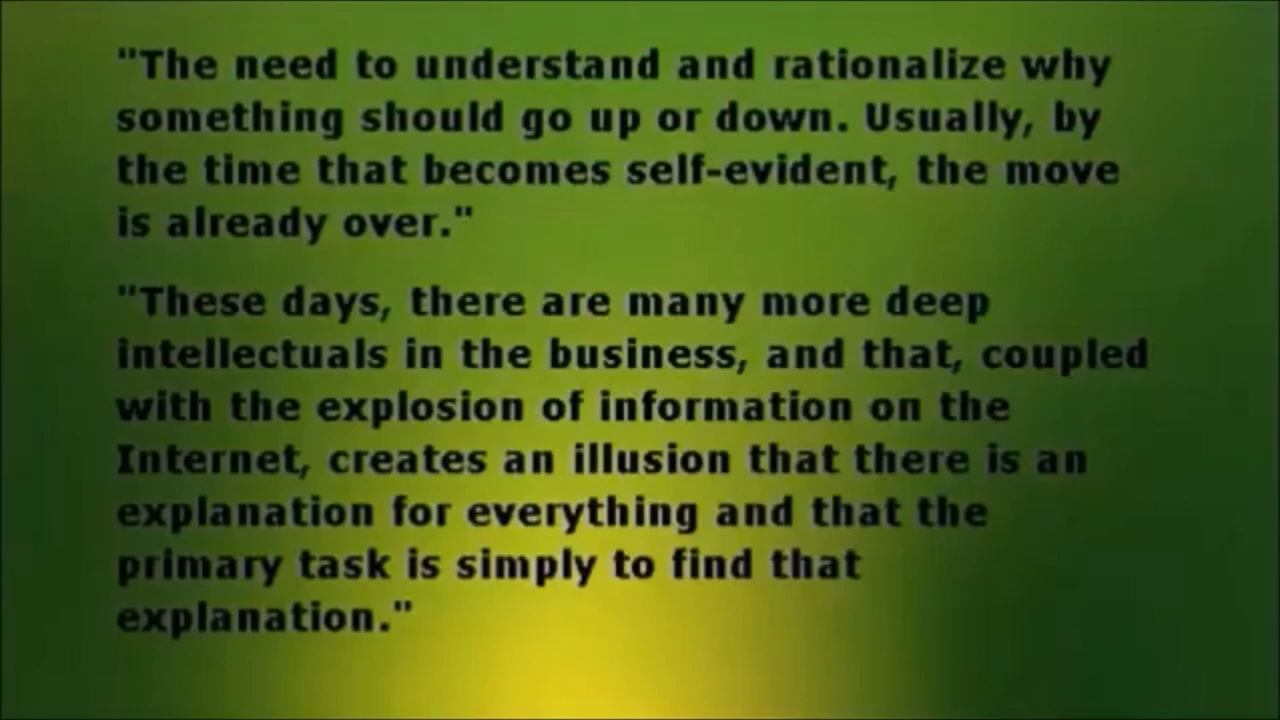 "The need to understand and rationalize why
something should go up or down. Usually, by
the time that becomes self-evident, the move
is already over."
"These days, there are many more deep
intellectuals in the business, and that, coupled
with the explosion of information on the
Internet, creates an illusion that there is an
explanation for everything and that the
primary task is simply to find that
explanation."